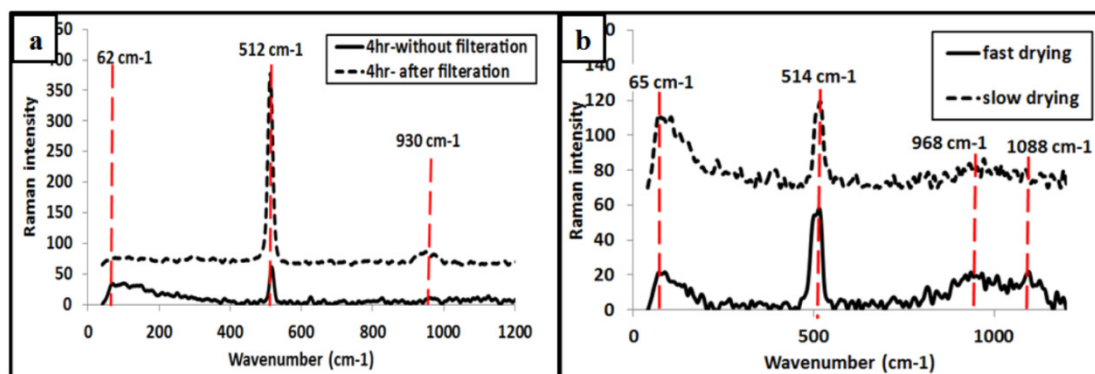 a
450
400
350
300
250
200
150
100
50
0
Raman intensity
62 cm-1
512 cm-1
930 cm-1
4hr-without filteration
4hr- after filteration
0 200 400 600 800 1000 1200
Wavenumber (cm-1)
b
140
120
100
80
60
40
20
0
Raman intensity
65 cm-1
514 cm-1
968 cm-1
1088 cm-1
fast drying
slow drying
0 500 1000
Wavenumber (cm-1)